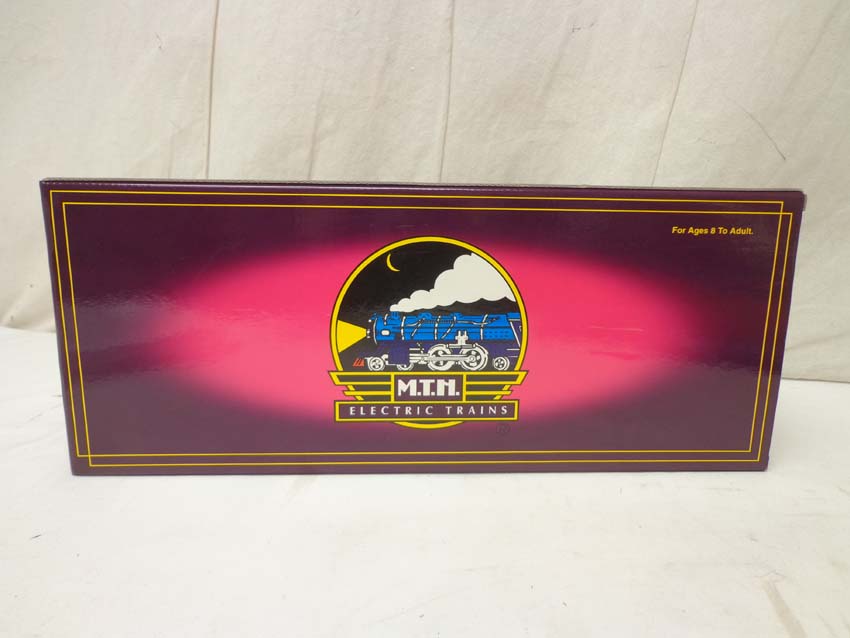 For Ages 8 To Adult.
M.T.H.
ELECTRIC TRAINS
®